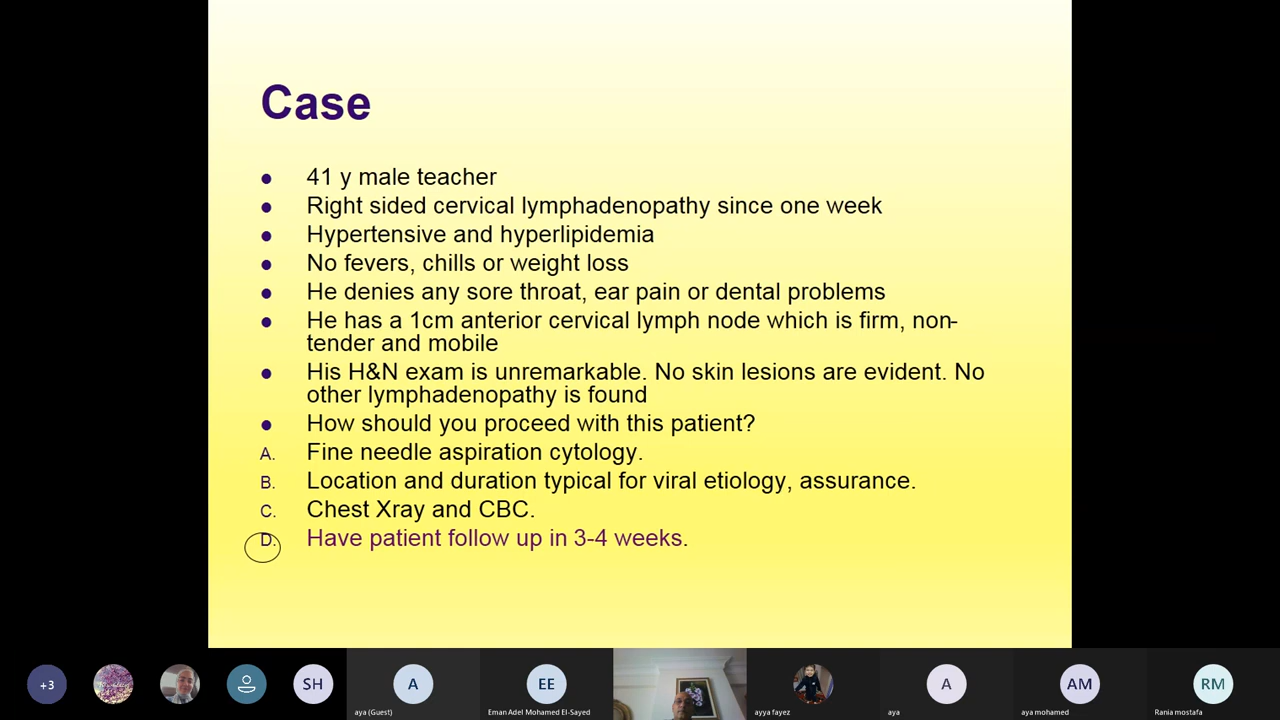 Case
● 41 y male teacher
● Right sided cervical lymphadenopathy since one week
● Hypertensive and hyperlipidemia
● No fevers, chills or weight loss
● He denies any sore throat, ear pain or dental problems
● He has a 1cm anterior cervical lymph node which is firm, non-
tender and mobile
● His H&N exam is unremarkable. No skin lesions are evident. No
other lymphadenopathy is found
● How should you proceed with this patient?
A. Fine needle aspiration cytology.
B. Location and duration typical for viral etiology, assurance.
C. Chest Xray and CBC.
D. Have patient follow up in 3-4 weeks.
+3 SH A EE A AM RM
aya (Guest) Eman Adel Mohamed El-Sayed ayya fayez aya aya mohamed Rania mostafa